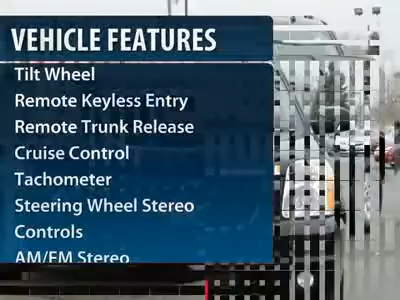 VEHICLE FEATURES
Tilt Wheel
Remote Keyless Entry
Remote Trunk Release
Cruise Control
Tachometer
Steering Wheel Stereo
Controls
AM/FM Stereo